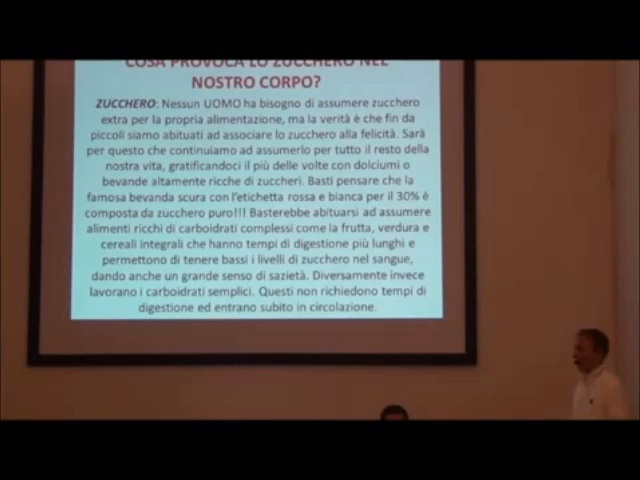 COSA PROVOCA LO ZUCCHERO NEL
NOSTRO CORPO?
ZUCCHERO: Nessun UOMO ha bisogno di assumere zucchero
extra per la propria alimentazione, ma la verità è che fin da
piccoli siamo abituati ad associare lo zucchero alla felicità. Sarà
per questo che continuiamo ad assumerlo per tutto il resto della
nostra vita, gratificandoci il più delle volte con dolciumi o
bevande altamente ricche di zuccheri. Basti pensare che la
famosa bevanda scura con l'etichetta rossa e bianca per il 30% è
composta da zucchero puro!!! Basterebbe abituarsi ad assumere
alimenti ricchi di carboidrati complessi come la frutta, verdura e
cereali integrali che hanno tempi di digestione più lunghi e
permettono di tenere bassi i livelli di zucchero nel sangue,
dando anche un grande senso di sazietà. Diversamente invece
lavorano i carboidrati semplici. Questi non richiedono tempi di
digestione ed entrano subito in circolazione.